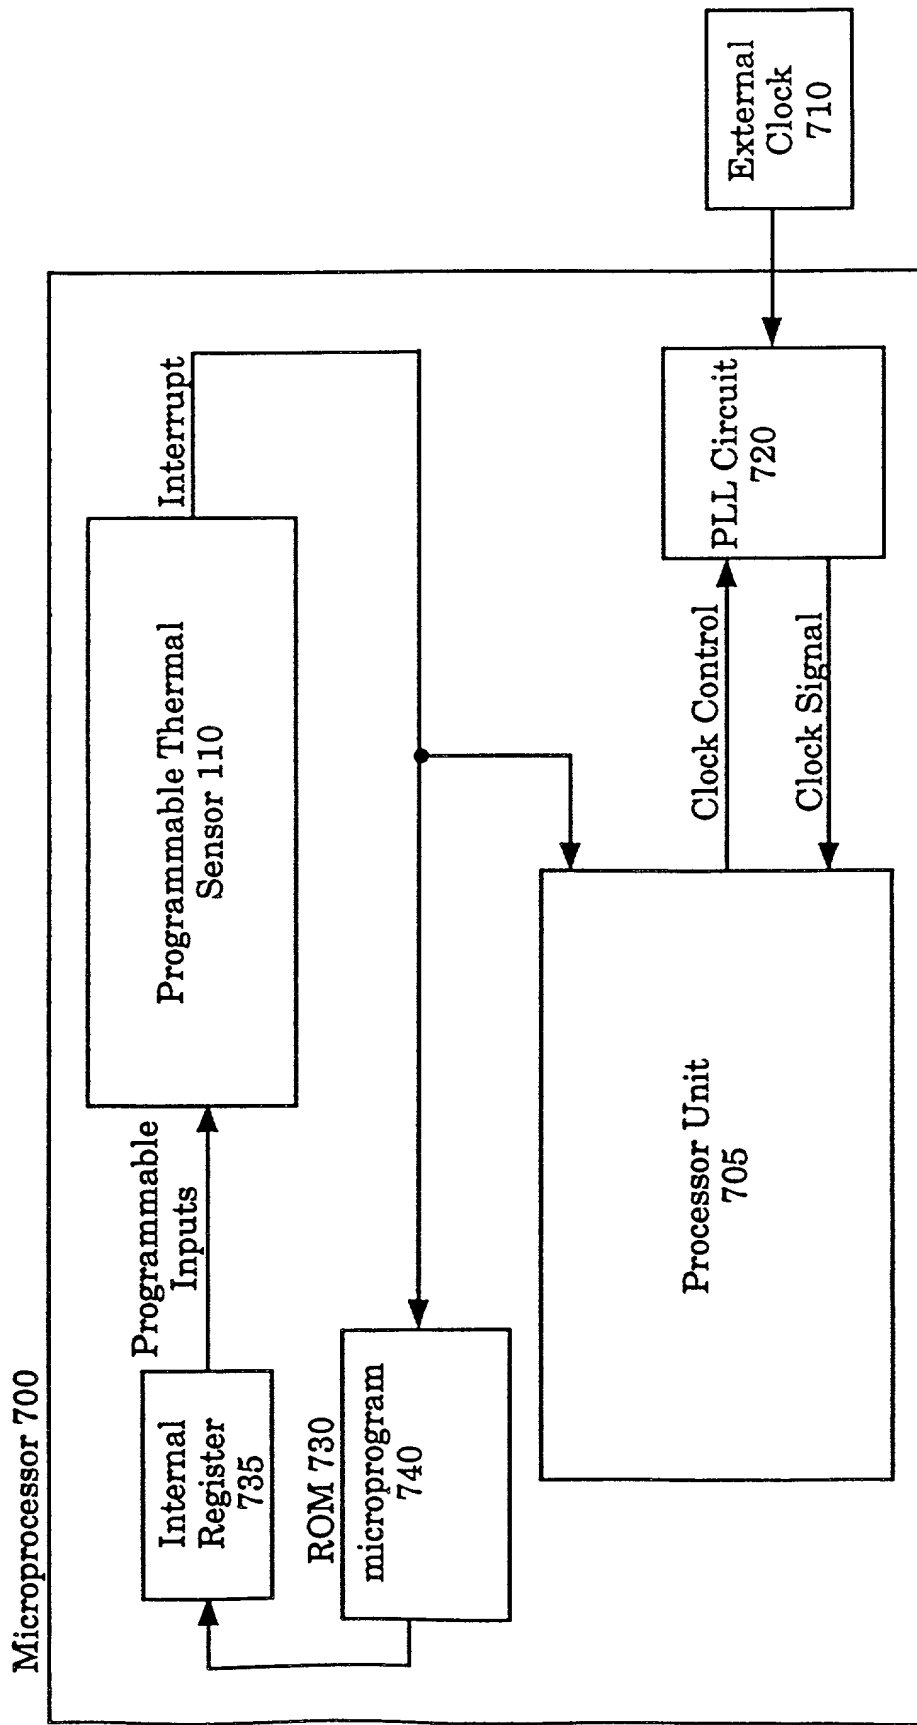 Microprocessor 700
Internal
Register
735
Programmable
Inputs
Programmable Thermal
Sensor 110
Interrupt
ROM 730
microprogram
740
Processor Unit
705
Clock Control
Clock Signal
PLL Circuit
720
External
Clock
710